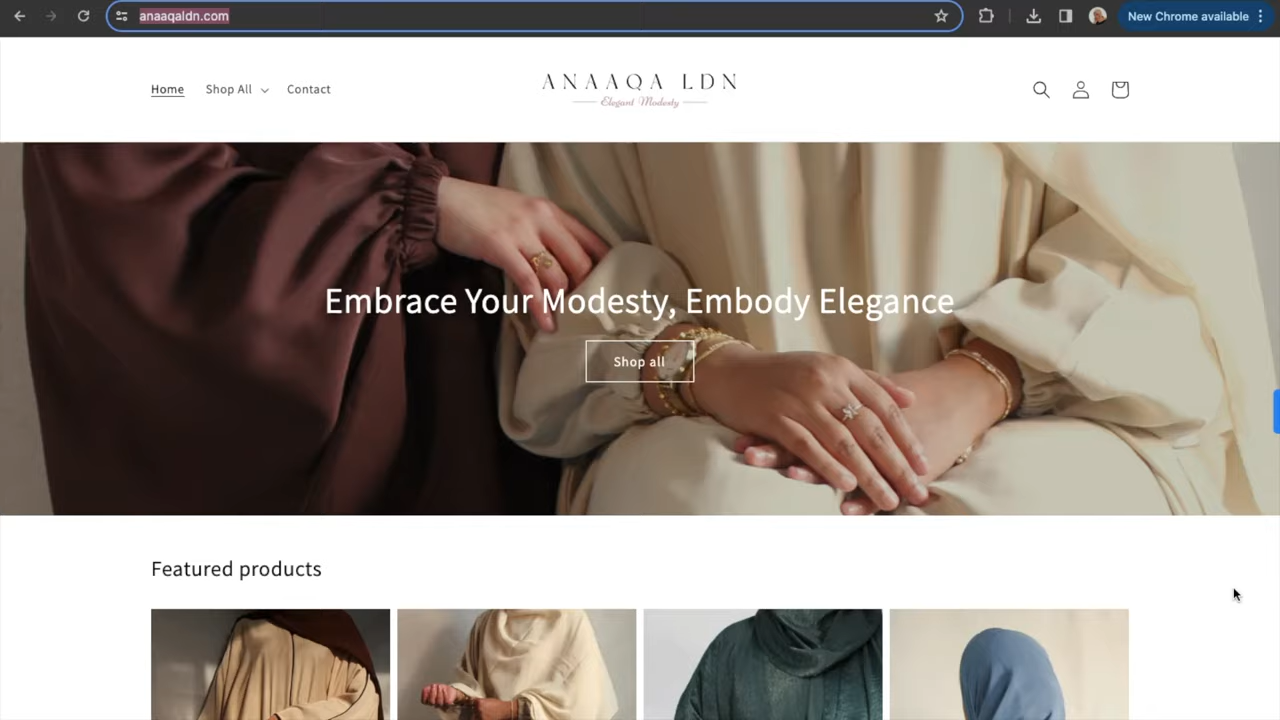 anaaqaldn.com
New Chrome available
Home
Shop All
Contact
ANAAQA LDN
Elegant Modesty
Embrace Your Modesty, Embody Elegance
Shop all
Featured products